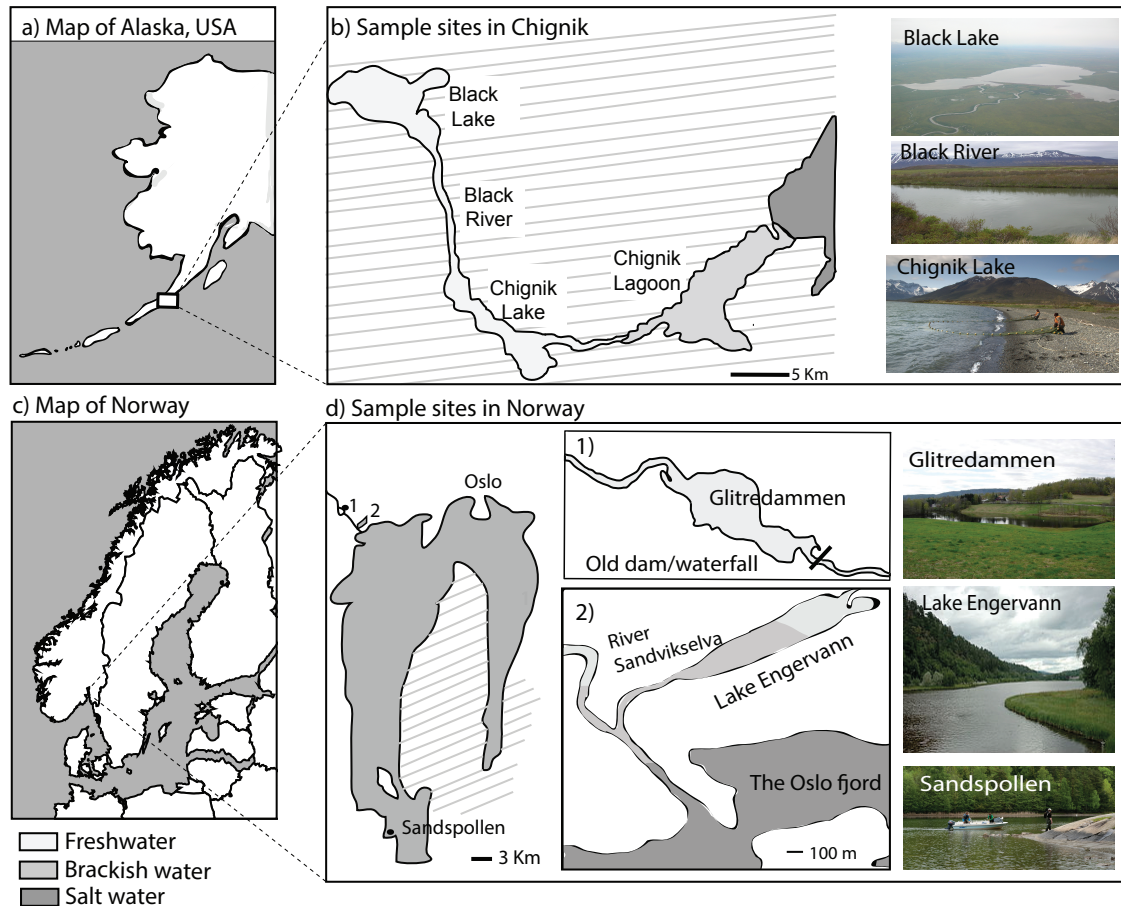 a) Map of Alaska, USA
b) Sample sites in Chignik
Black
Lake
Black
River
Chignik
Lake
Chignik
Lagoon
5 Km
Black Lake
Black River
Chignik Lake
c) Map of Norway
d) Sample sites in Norway
Oslo
1
2
Sandspollen
3 Km
1)
Glitredammen
Old dam/waterfall
2)
River
Sandvikselva
Lake Engervann
The Oslo fjord
100 m
Glitredammen
Lake Engervann
Sandspollen
Freshwater
Brackish water
Salt water